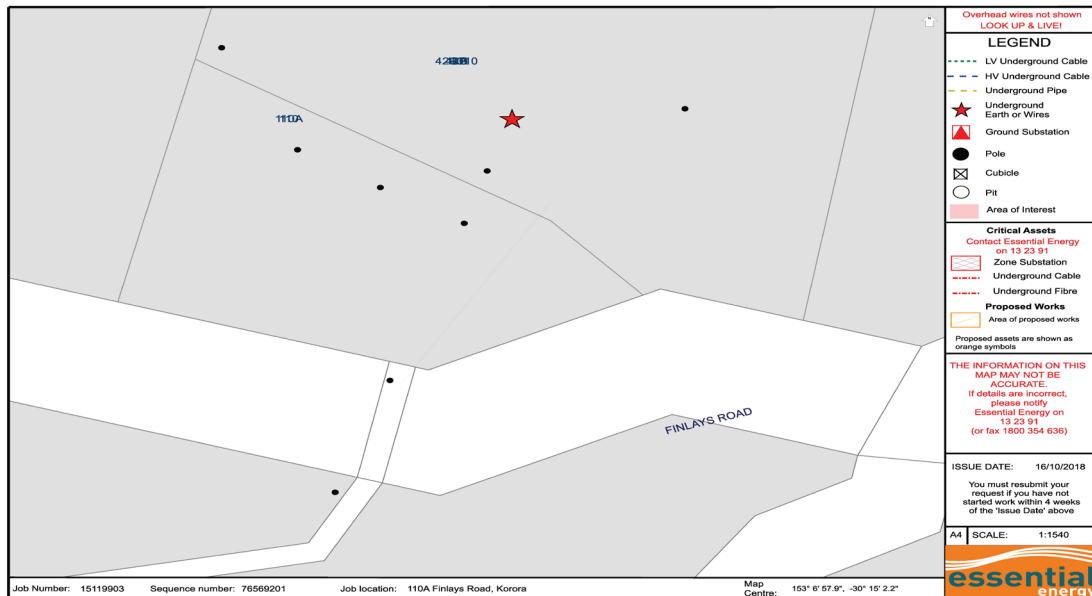 110A
FINLAYS ROAD
N
Overhead wires not shown
LOOK UP & LIVE!
LEGEND
LV Underground Cable
HV Underground Cable
Underground Pipe
Underground
Earth or Wires
Ground Substation
Pole
Cubicle
Pit
Area of Interest
Critical Assets
Contact Essential Energy
on 13 23 91
Zone Substation
Underground Cable
Underground Fibre
Proposed Works
Area of proposed works
Proposed assets are shown as
orange symbols
THE INFORMATION ON THIS
MAP MAY NOT BE
ACCURATE.
If details are incorrect,
please notify
Essential Energy on
13 23 91
(or fax 1800 354 636)
ISSUE DATE: 16/10/2018
You must resubmit your
request if you have not
started work within 4 weeks
of the 'Issue Date' above
A4 SCALE: 1:1540
essential
energy
Job Number: 15119903 Sequence number: 76569201 Job location: 110A Finlays Road, Korora
Map
Centre: 153° 6' 57.9", -30° 15' 2.2"